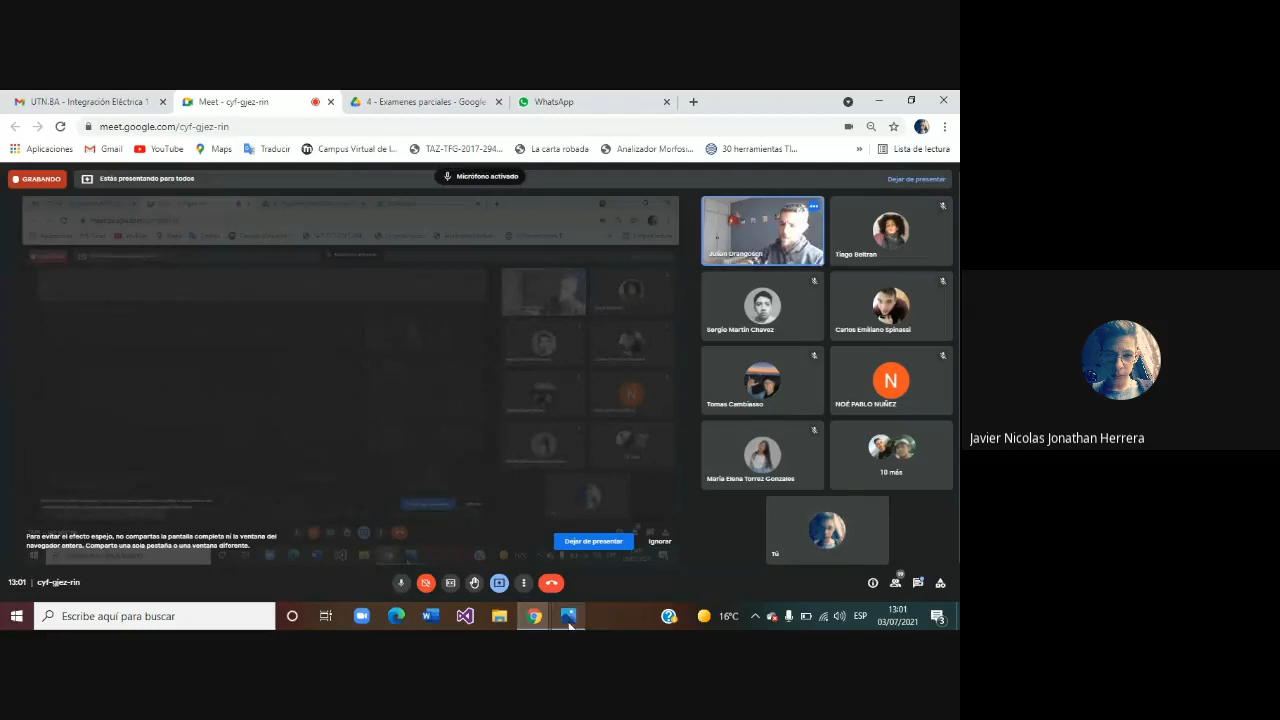 UTN.BA - Integración Eléctrica 1
Meet - cyf-gjez-rin
4 - Examenes parciales - Google
WhatsApp
meet.google.com/cyf-gjez-rin
Aplicaciones
Gmail
YouTube
Maps
Traducir
Campus Virtual de l...
TAZ-TFG-2017-294...
La carta robada
Analizador Morfosi...
30 herramientas TI...
»
Lista de lectura
GRABANDO
Estás presentando para todos
Micrófono activado
Dejar de presentar
Julian Drangosch
Tiago Beltran
Sergio Martin Chavez
Carlos Emiliano Spinassi
Tomas Cambiasso
N
NOÉ PABLO NUÑEZ
María Elena Torrez Gonzales
10 más
Tú
Javier Nicolas Jonathan Herrera
Para evitar el efecto espejo, no compartas la pantalla completa ni la ventana del
navegador entera. Comparte una sola pestaña o una ventana diferente.
Dejar de presentar
Ignorar
13:01 | cyf-gjez-rin
19
Escribe aquí para buscar
16°C
ESP
13:01
03/07/2021
3